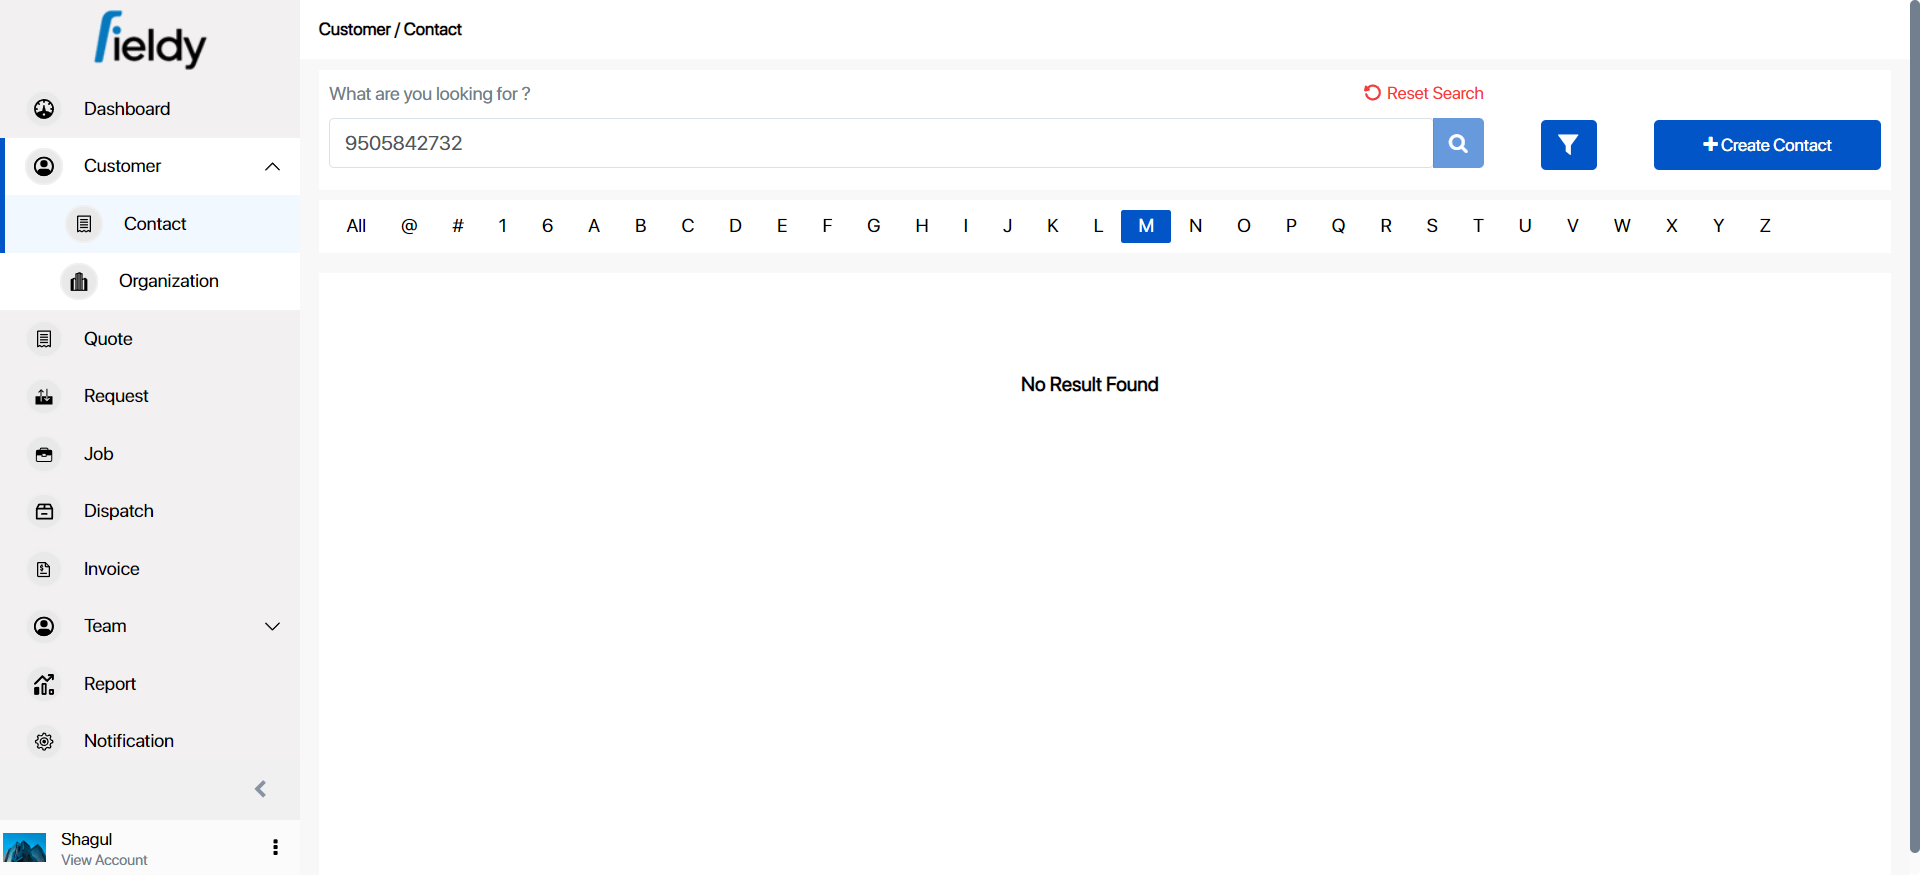 fieldy
Dashboard
Customer
Contact
Organization
Quote
Request
Job
Dispatch
Invoice
Team
Report
Notification
Shagul
View Account
Customer / Contact
What are you looking for ?
Reset Search
9505842732
Create Contact
All @ # 1 6 A B C D E F G H I J K L M N O P Q R S T U V W X Y Z
No Result Found